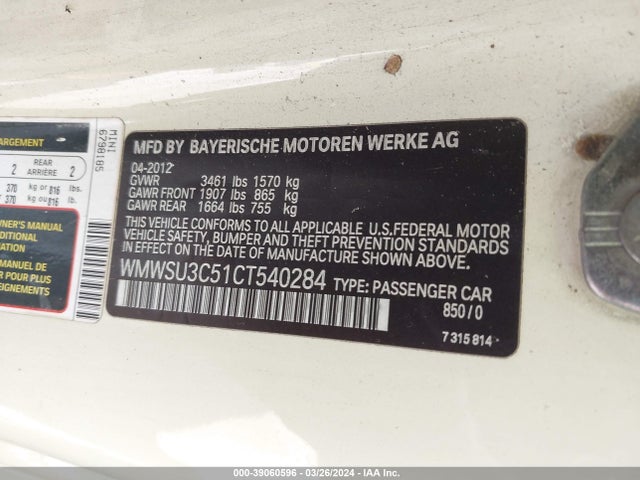 ARGEMENT
2 REAR ARRIÈRE 2
370 kg or 816 lbs.
370 kg ou 816 lb.
WNER'S MANUAL
DDITIONAL
ATION
MANUEL DE
R POUR PLUS
EIGNEMENTS
MINI
6798185
MFD BY BAYERISCHE MOTOREN WERKE AG
04-2012
GVWR 3461 lbs 1570 kg
GAWR FRONT 1907 lbs 865 kg
GAWR REAR 1664 lbs 755 kg
THIS VEHICLE CONFORMS TO ALL APPLICABLE U.S.FEDERAL MOTOR
VEHICLE SAFETY, BUMPER AND THEFT PREVENTION STANDARDS
IN EFFECT ON THE DATE OF MANUFACTURE SHOWN ABOVE.
WMWSU3C51CT540284 TYPE: PASSENGER CAR
850/0
7 315 814
000-39060596 - 03/26/2024 - IAA Inc.